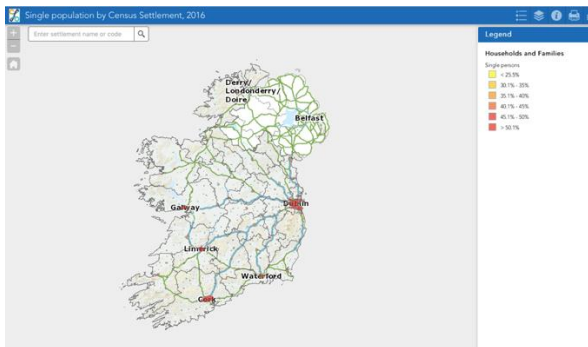 Single population by Census Settlement, 2016
Enter settlement name or code
Legend
Households and Families
Single persons
< 25.5%
30.1% - 35%
35.1% - 40%
40.1% - 45%
45.1% - 50%
> 50.1%
Derry/
Londonderry/
Doire
Belfast
Galway
Dublin
Limerick
Waterford
Cork